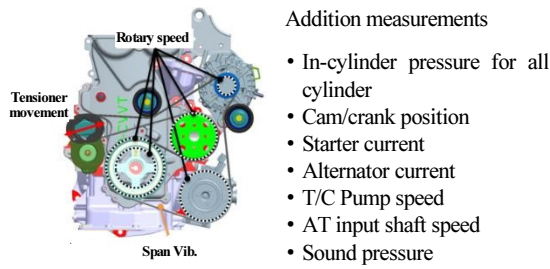 Rotary speed
Tensioner
movement
CVVT
Span Vib.
Addition measurements
• In-cylinder pressure for all
cylinder
• Cam/crank position
• Starter current
• Alternator current
• T/C Pump speed
• AT input shaft speed
• Sound pressure